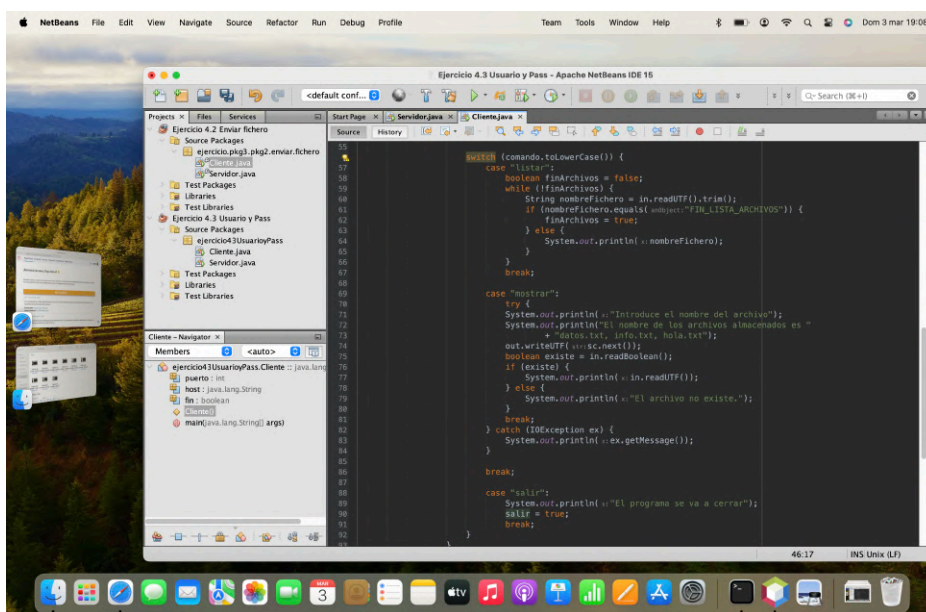 NetBeans File Edit View Navigate Source Refactor Run Debug Profile Team Tools Window Help Dom 3 mar 19:08
Ejercicio 4.3 Usuario y Pass - Apache NetBeans IDE 15
<default conf... Search (⌘+I)
Projects × Files Services
Start Page × Servidor.java × Cliente.java ×
Source History
Ejercicio 4.2 Enviar fichero
Source Packages
ejercicio.pkg3.pkg2.enviar.fichero
Cliente.java
Servidor.java
Test Packages
Libraries
Test Libraries
Ejercicio 4.3 Usuario y Pass
Source Packages
ejercicio43UsuarioyPass
Cliente.java
Servidor.java
Test Packages
Libraries
Test Libraries
Cliente - Navigator ×
Members <auto>
ejercicio43UsuarioyPass.Cliente :: java.lang
puerto : int
host : java.lang.String
fin : boolean
Cliente()
main(java.lang.String[] args)
55
switch (comando.toLowerCase()) {
57 case "listar":
58 boolean finArchivos = false;
59 while (!finArchivos) {
60 String nombreFichero = in.readUTF().trim();
61 if (nombreFichero.equals( anObject: "FIN_LISTA_ARCHIVOS")) {
62 finArchivos = true;
63 } else {
64 System.out.println( x: nombreFichero);
65 }
66 }
67 break;
68
69 case "mostrar":
70 try {
71 System.out.println( x: "Introduce el nombre del archivo");
72 System.out.println("El nombre de los archivos almacenados es "
73 + "datos.txt, info.txt, hola.txt");
74 out.writeUTF( str: sc.next());
75 boolean existe = in.readBoolean();
76 if (existe) {
77 System.out.println( x: in.readUTF());
78 } else {
79 System.out.println( x: "El archivo no existe.");
80 }
81 break;
82 } catch (IOException ex) {
83 System.out.println( x: ex.getMessage());
84 }
85
86 break;
87
88 case "salir":
89 System.out.println( x: "El programa se va a cerrar");
90 salir = true;
91 break;
92 }
93 }
46:17 INS Unix (LF)
MAR
3
tv